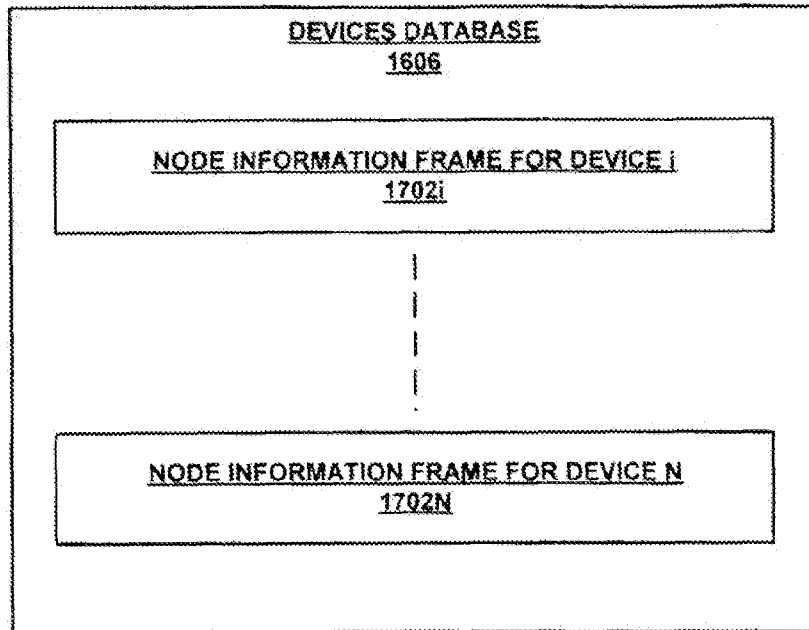 DEVICES DATABASE
1606
NODE INFORMATION FRAME FOR DEVICE i
1702i
NODE INFORMATION FRAME FOR DEVICE N
1702N